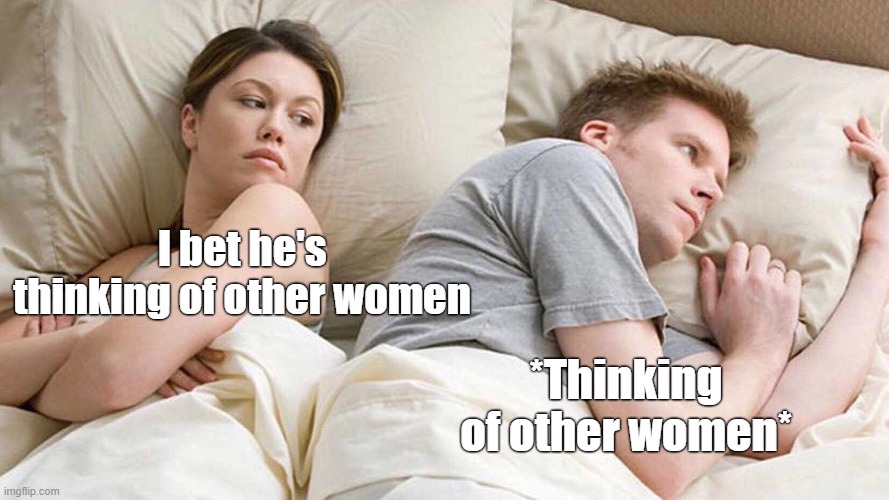 I bet he's
thinking of other women
*Thinking
of other women*
imgflip.com